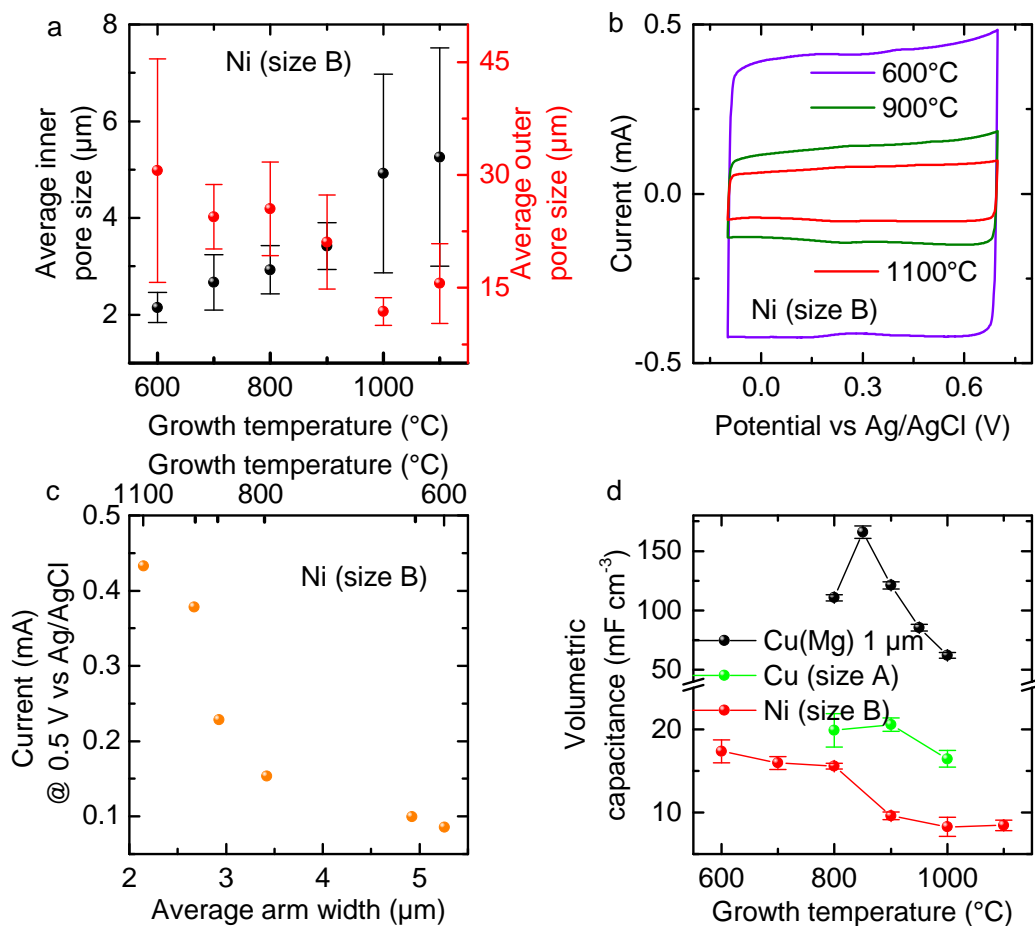 a
Ni (size B)
8
6
4
2
45
30
15
Average inner
pore size (µm)
Average outer
pore size (µm)
600
800
1000
Growth temperature (°C)
b
0.5
0.0
-0.5
Current (mA)
600°C
900°C
1100°C
Ni (size B)
0.0
0.3
0.6
Potential vs Ag/AgCl (V)
Growth temperature (°C)
c
1100
800
600
0.5
0.4
0.3
0.2
0.1
Current (mA)
@ 0.5 V vs Ag/AgCl
Ni (size B)
2
3
4
5
Average arm width (µm)
d
150
100
50
20
10
Volumetric
capacitance (mF cm⁻³)
Cu(Mg) 1 µm
Cu (size A)
Ni (size B)
600
800
1000
Growth temperature (°C)